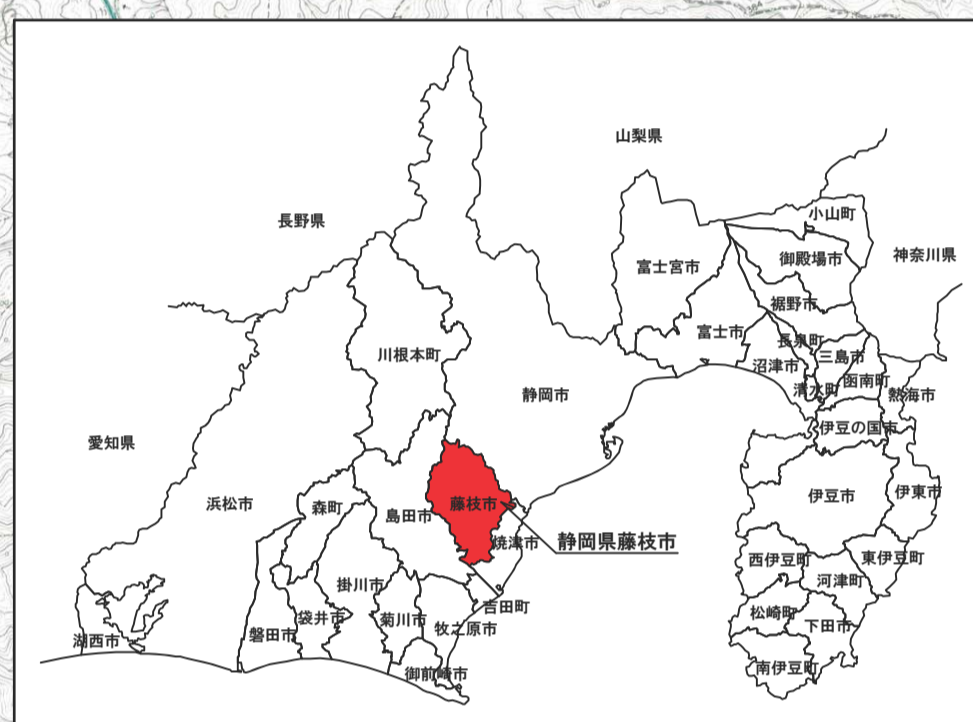 山梨県
長野県
小山町
神奈川県
御殿場市
富士宮市
裾野市
富士市
長泉町
川根本町
三島市
沼津市
函南町
清水町
静岡市
熱海市
伊豆の国市
愛知県
伊東市
伊豆市
浜松市
藤枝市
森町
島田市
焼津市
静岡県藤枝市
西伊豆町
東伊豆町
河津町
掛川市
吉田町
松崎町
袋井市
菊川市
下田市
牧之原市
磐田市
湖西市
南伊豆町
御前崎市